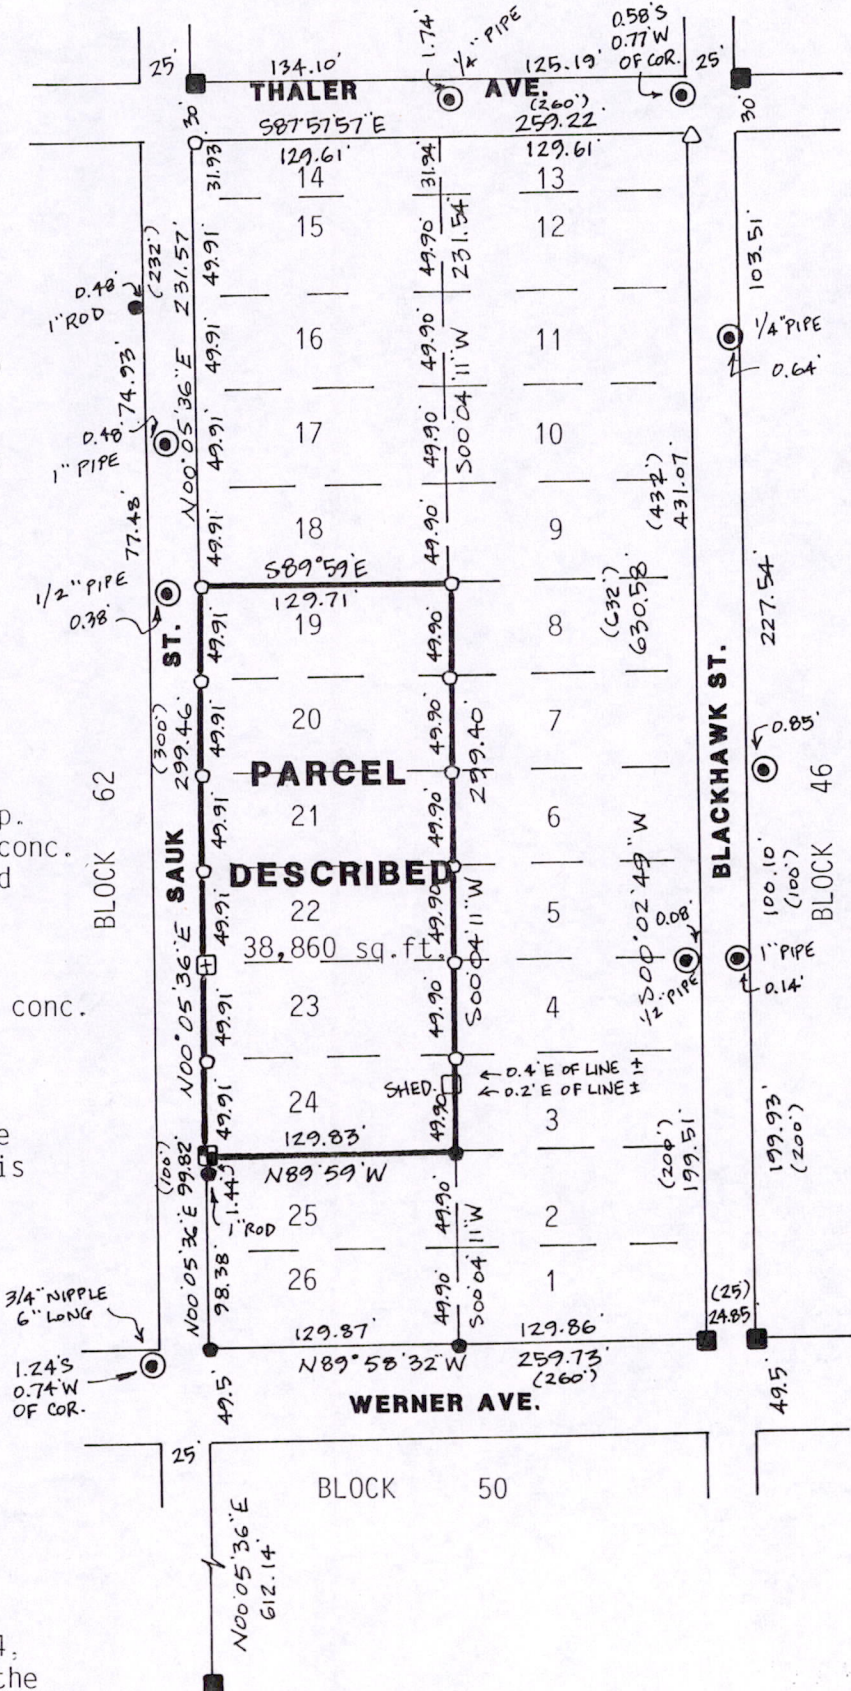 25'
134.10'
1.74'
1/4" PIPE
125.19'
0.58'S
0.77'W
OF COR.
25'
THALER AVE.
30'
30'
S87°57'57"E
(260')
259.22
31.93'
129.61'
31.94'
129.61'
14
13
15
12
(232')
231.57'
49.91'
49.90'
231.54'
103.51'
0.48'
1" ROD
1/4" PIPE
0.64'
16
11
49.91'
49.90'
N00°05'36"E
S00°04'11"W
74.93'
0.48'
1" PIPE
17
10
49.91'
49.90'
(432')
431.07'
77.48'
18
9
49.91'
49.90'
S89°59'E
129.71'
1/2" PIPE
0.38'
(632')
630.58'
227.54'
19
8
49.91'
49.90'
SAUK ST.
BLACKHAWK ST.
20
7
49.91'
49.90'
(300')
299.46'
299.40'
0.85'
PARCEL
BLOCK 62
BLOCK 46
p.
conc.
d
21
6
49.91'
49.90'
DESCRIBED
22
5
49.91'
49.90'
100.10'
(100')
0.08'
38,860 sq.ft.
N00°05'36"E
S00°04'11"W
S00°02'49"W
1/2" PIPE
1" PIPE
0.14'
conc.
23
4
49.91'
49.90'
SHED
0.4'E OF LINE ±
0.2'E OF LINE ±
24
3
49.91'
49.90'
129.83'
N89°59'W
e
is
(100')
99.82'
1.44'
1" ROD
(200')
199.51'
199.93'
(200')
25
2
49.90'
N00°05'36"E
98.38'
26
1
49.90'
S00°04'11"W
3/4" NIPPLE
6" LONG
(25')
24.85
129.87'
129.86'
N89°58'32"W
259.73'
(260')
1.24'S
0.74'W
OF COR.
49.5'
49.5'
WERNER AVE.
25'
BLOCK 50
N00°05'36"E
612.14'
4,
the